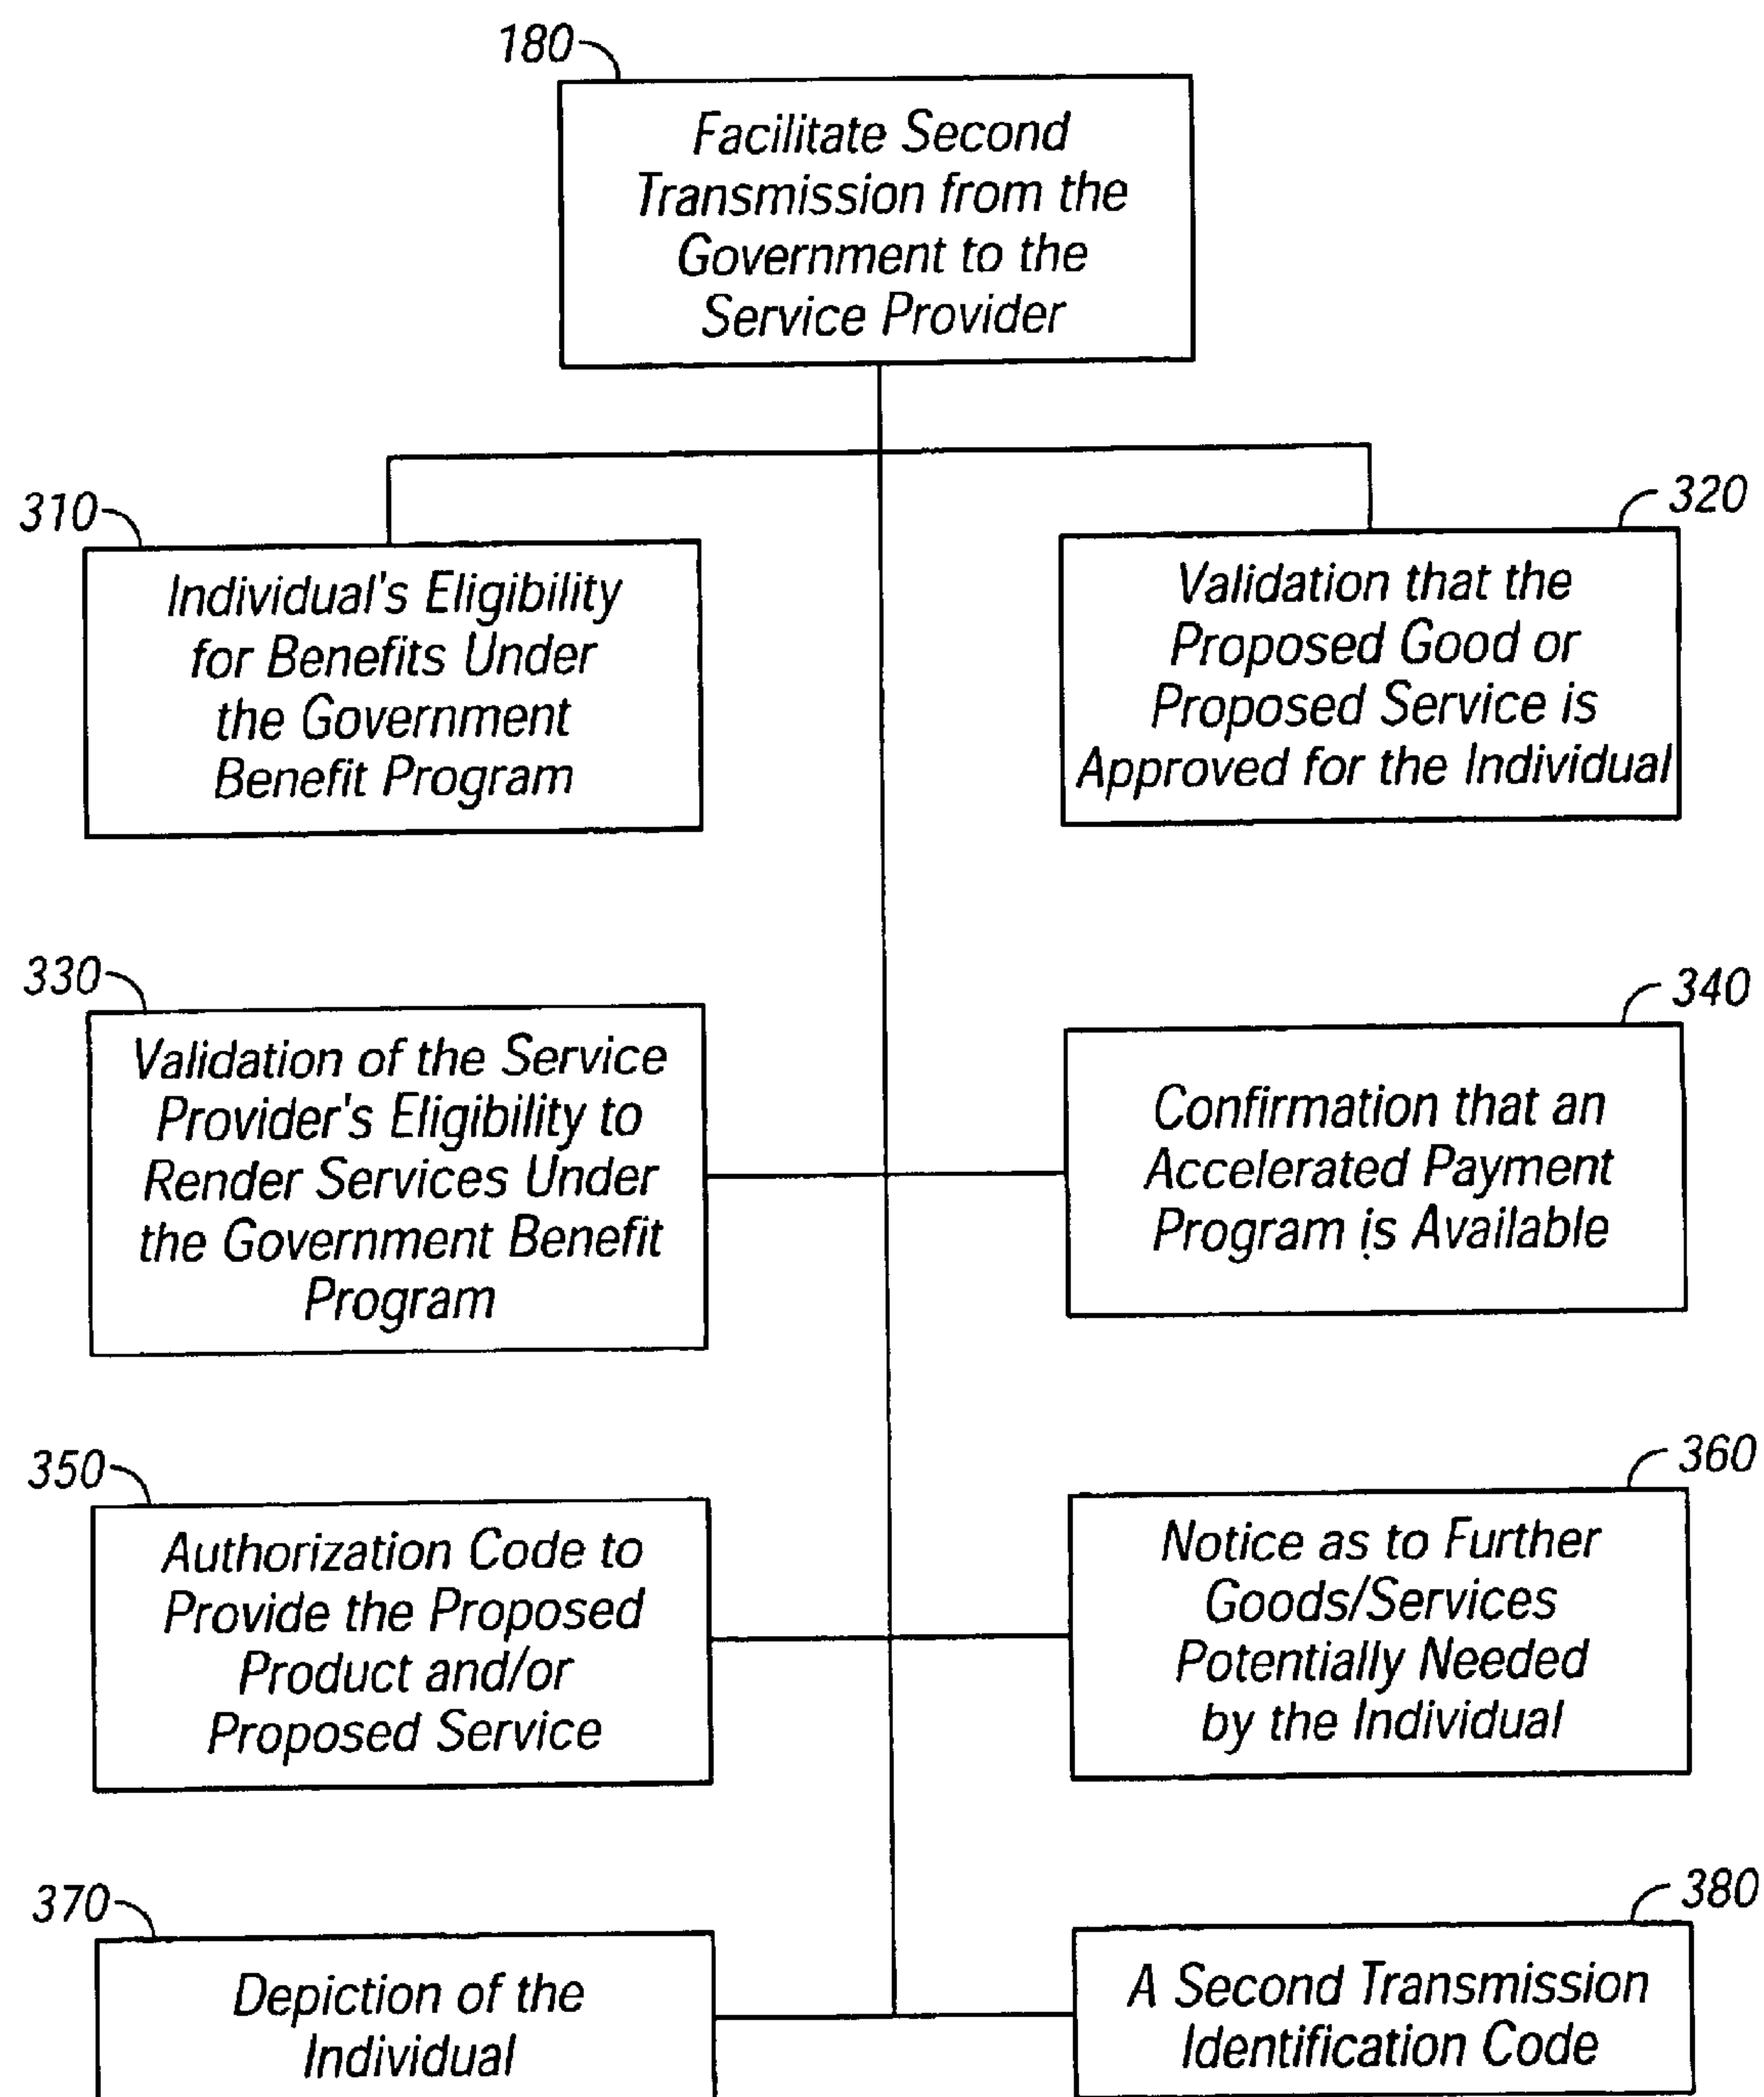 180
Facilitate Second
Transmission from the
Government to the
Service Provider
310
Individual's Eligibility
for Benefits Under
the Government
Benefit Program
320
Validation that the
Proposed Good or
Proposed Service is
Approved for the Individual
330
Validation of the Service
Provider's Eligibility to
Render Services Under
the Government Benefit
Program
340
Confirmation that an
Accelerated Payment
Program is Available
350
Authorization Code to
Provide the Proposed
Product and/or
Proposed Service
360
Notice as to Further
Goods/Services
Potentially Needed
by the Individual
370
Depiction of the
Individual
380
A Second Transmission
Identification Code